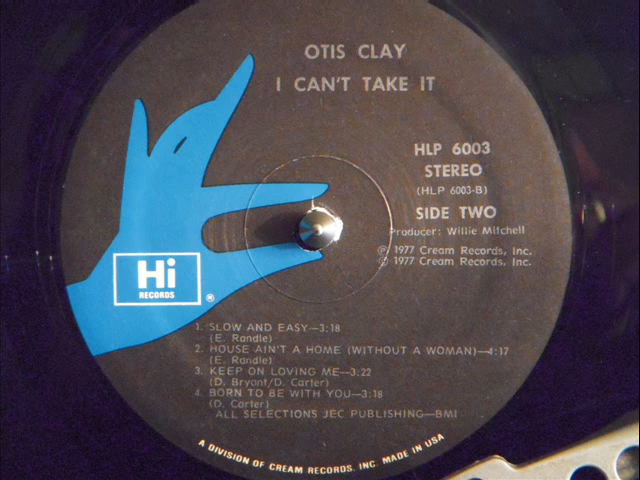 OTIS CLAY
I CAN'T TAKE IT
HLP 6003
STEREO
(HLP 6003-B)
SIDE TWO
Producer: Willie Mitchell
Ⓟ 1977 Cream Records, Inc.
© 1977 Cream Records, Inc.
Hi
RECORDS
®
1. SLOW AND EASY—3:18
(E. Randle)
2. HOUSE AIN'T A HOME (WITHOUT A WOMAN)—4:17
(E. Randle)
3. KEEP ON LOVING ME—3:22
(D. Bryant/D. Carter)
4. BORN TO BE WITH YOU—3:18
(D. Carter)
ALL SELECTIONS JEC PUBLISHING—BMI
A DIVISION OF CREAM RECORDS, INC. MADE IN USA